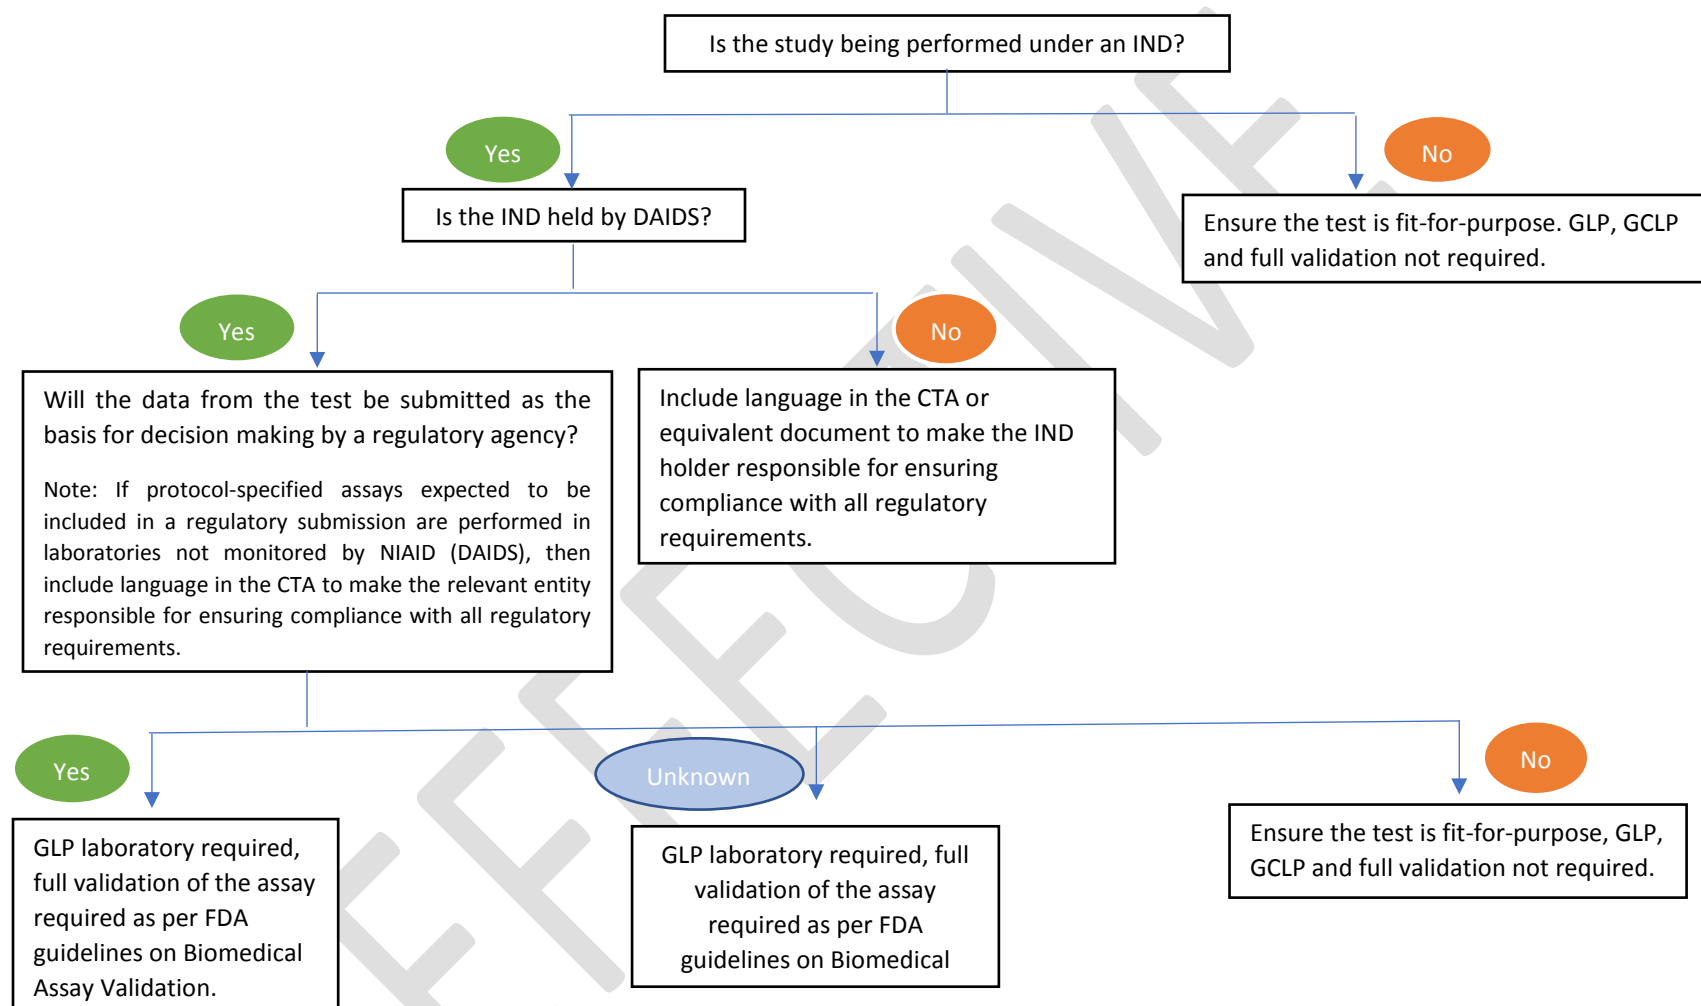 Is the study being performed under an IND?
Yes
No
Is the IND held by DAIDS?
Ensure the test is fit-for-purpose. GLP, GCLP
and full validation not required.
Yes
No
Will the data from the test be submitted as the
basis for decision making by a regulatory agency?
Note: If protocol-specified assays expected to be
included in a regulatory submission are performed in
laboratories not monitored by NIAID (DAIDS), then
include language in the CTA to make the relevant entity
responsible for ensuring compliance with all regulatory
requirements.
Include language in the CTA or
equivalent document to make the IND
holder responsible for ensuring
compliance with all regulatory
requirements.
Yes
Unknown
No
GLP laboratory required,
full validation of the assay
required as per FDA
guidelines on Biomedical
Assay Validation.
GLP laboratory required, full
validation of the assay
required as per FDA
guidelines on Biomedical
Ensure the test is fit-for-purpose, GLP,
GCLP and full validation not required.